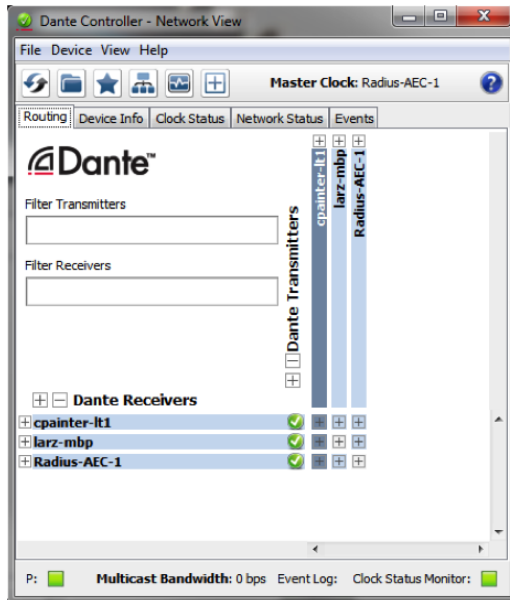 Dante Controller - Network View
File Device View Help
Master Clock: Radius-AEC-1
Routing Device Info Clock Status Network Status Events
Dante™
Filter Transmitters
Filter Receivers
Dante Transmitters
cpainter-lt1
larz-mbp
Radius-AEC-1
Dante Receivers
cpainter-lt1
larz-mbp
Radius-AEC-1
P: Multicast Bandwidth: 0 bps Event Log: Clock Status Monitor: